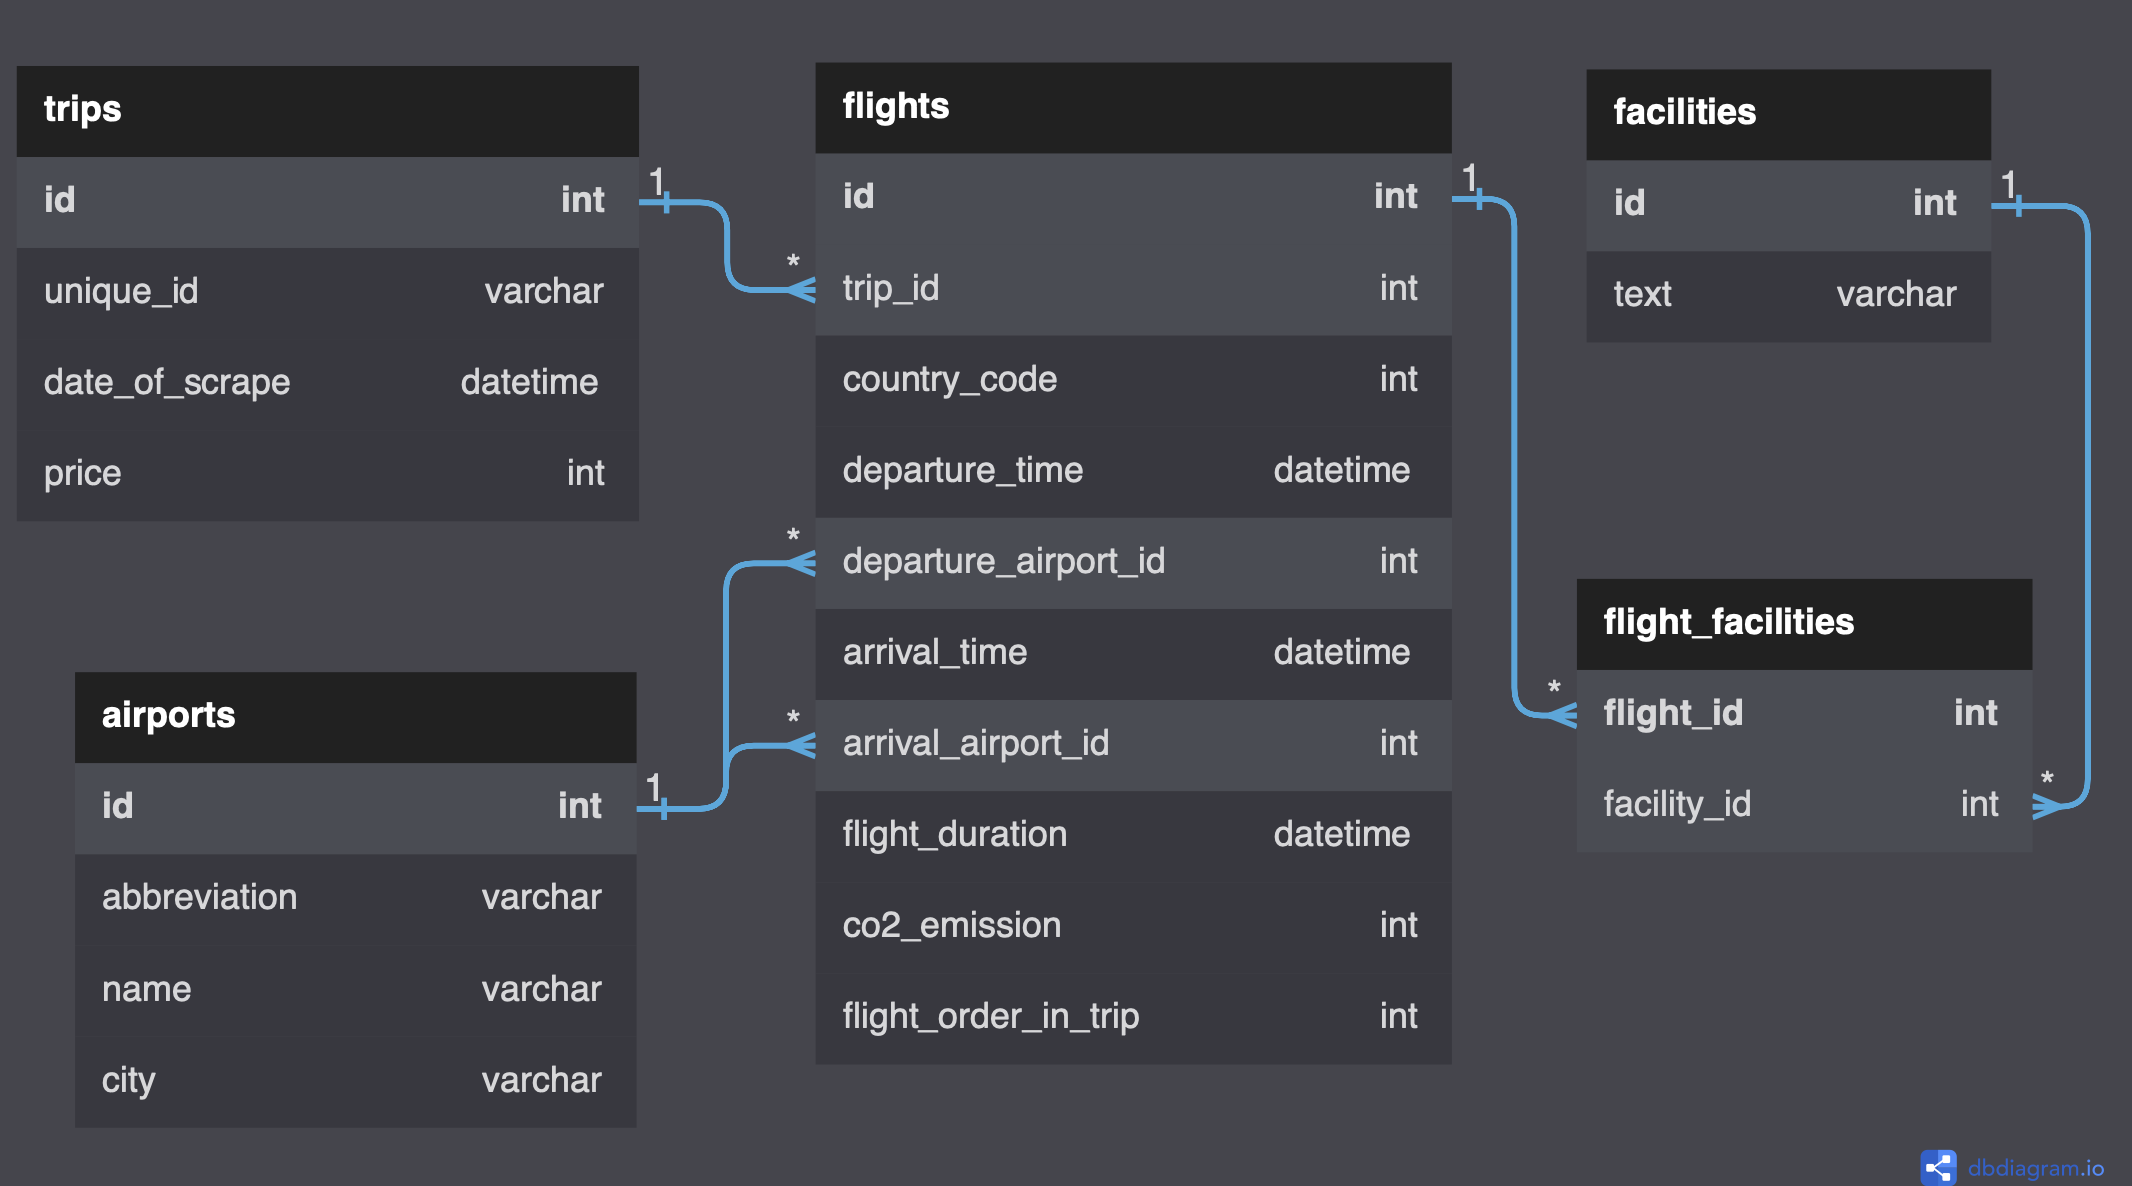 trips
id int
unique_id varchar
date_of_scrape datetime
price int
1
*
flights
id int
trip_id int
country_code int
departure_time datetime
departure_airport_id int
arrival_time datetime
arrival_airport_id int
flight_duration datetime
co2_emission int
flight_order_in_trip int
1
*
facilities
id int
text varchar
1
*
airports
id int
abbreviation varchar
name varchar
city varchar
1
*
*
flight_facilities
flight_id int
facility_id int
dbdiagram.io